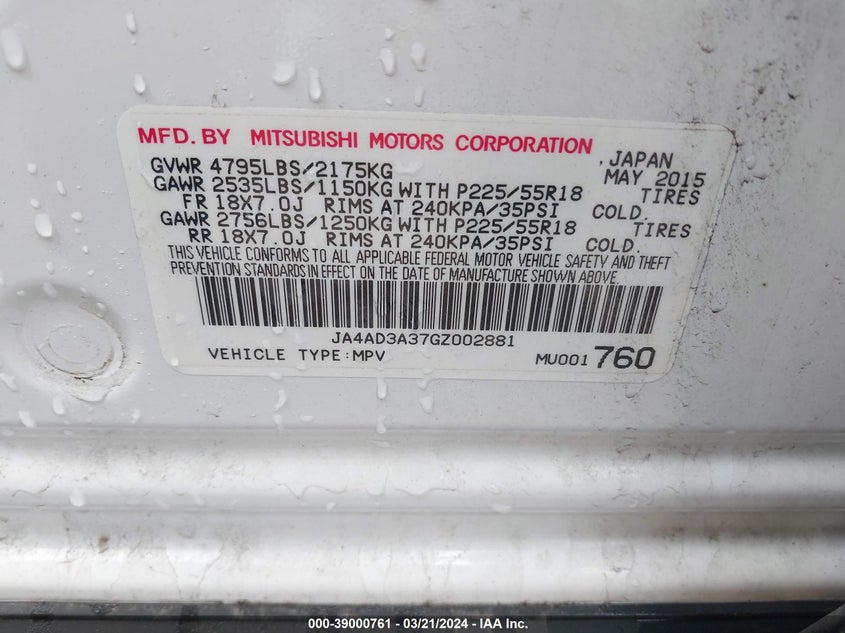 MFD. BY MITSUBISHI MOTORS CORPORATION , JAPAN
GVWR 4795LBS/2175KG MAY 2015
GAWR 2535LBS/1150KG WITH P225/55R18 TIRES
FR 18X7.0J RIMS AT 240KPA/35PSI COLD.
GAWR 2756LBS/1250KG WITH P225/55R18 TIRES
RR 18X7.0J RIMS AT 240KPA/35PSI COLD.
THIS VEHICLE CONFORMS TO ALL APPLICABLE FEDERAL MOTOR VEHICLE SAFETY AND THEFT
PREVENTION STANDARDS IN EFFECT ON THE DATE OF MANUFACTURE SHOWN ABOVE.
JA4AD3A37GZ002881
VEHICLE TYPE:MPV MU001 760
000-39000761 - 03/21/2024 - IAA Inc.